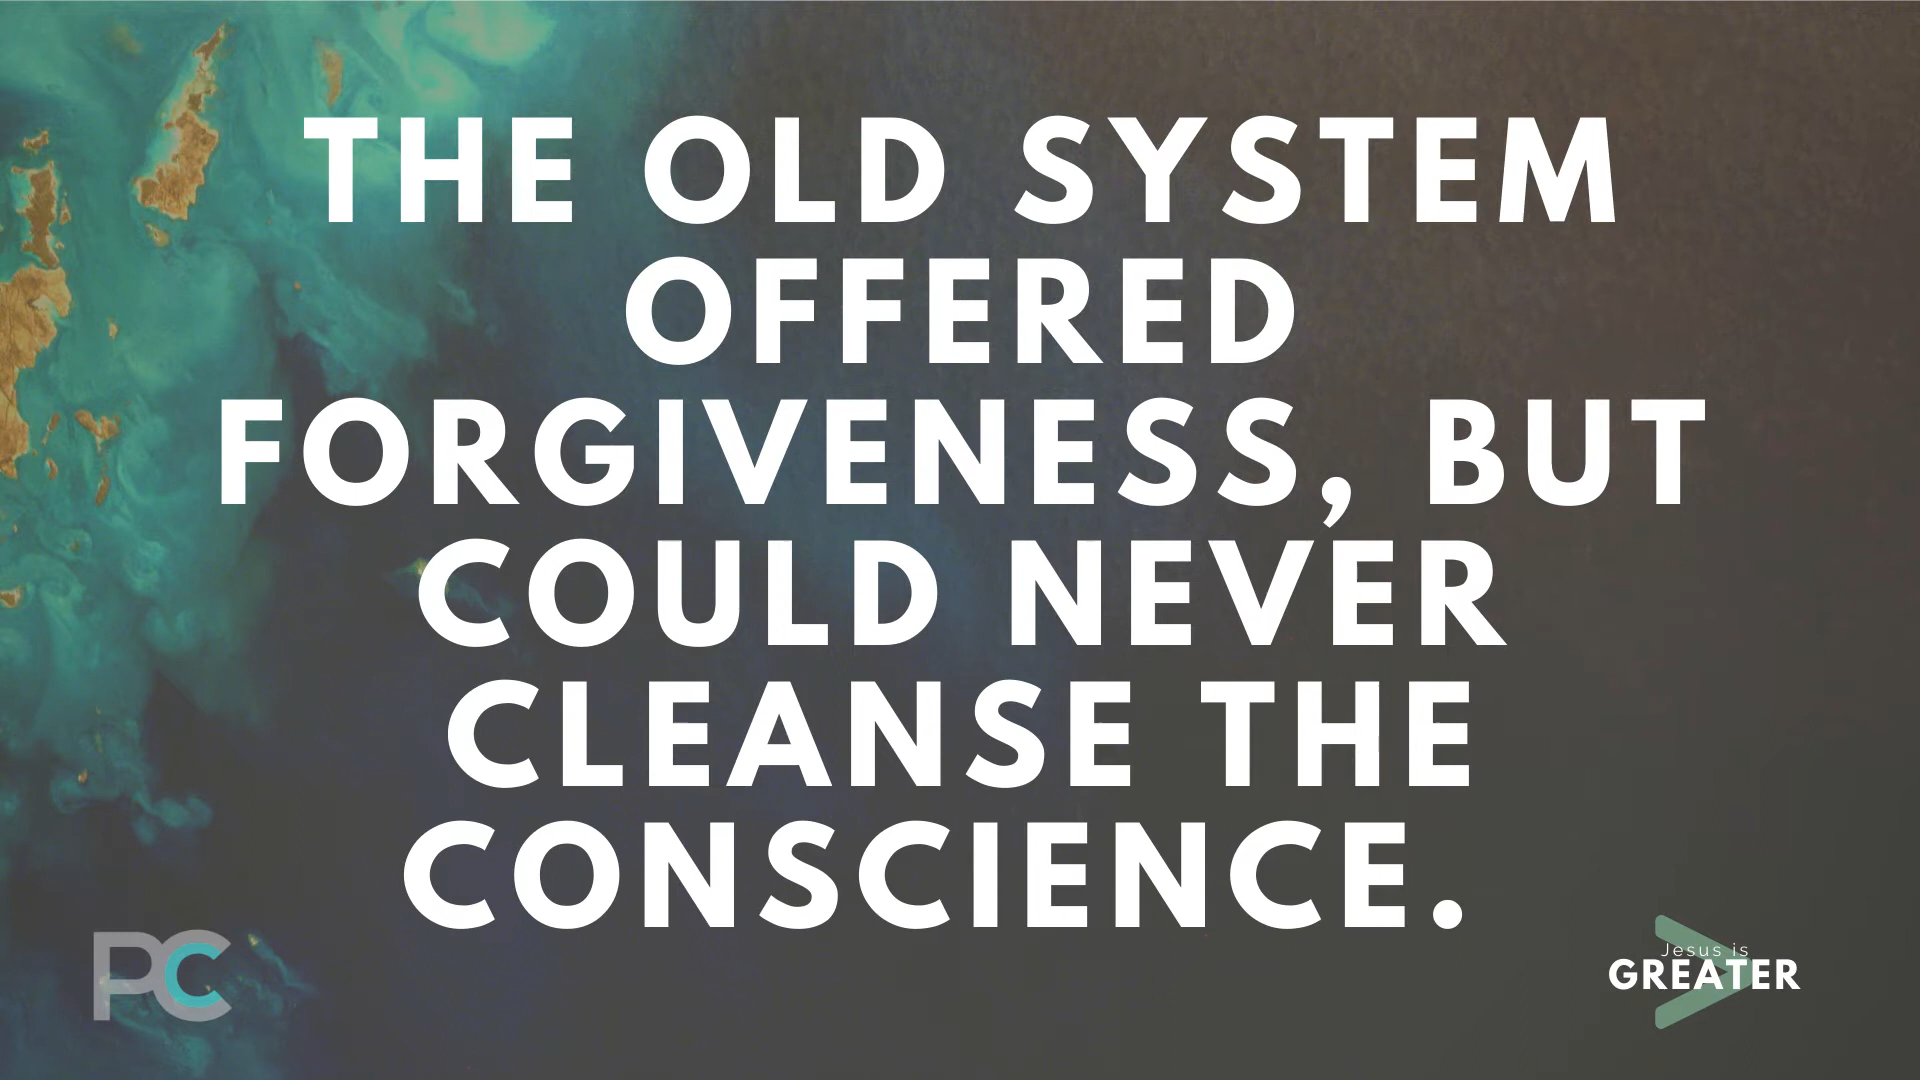 THE OLD SYSTEM
OFFERED
FORGIVENESS, BUT
COULD NEVER
CLEANSE THE
CONSCIENCE.
PC
Jesus is
GREATER